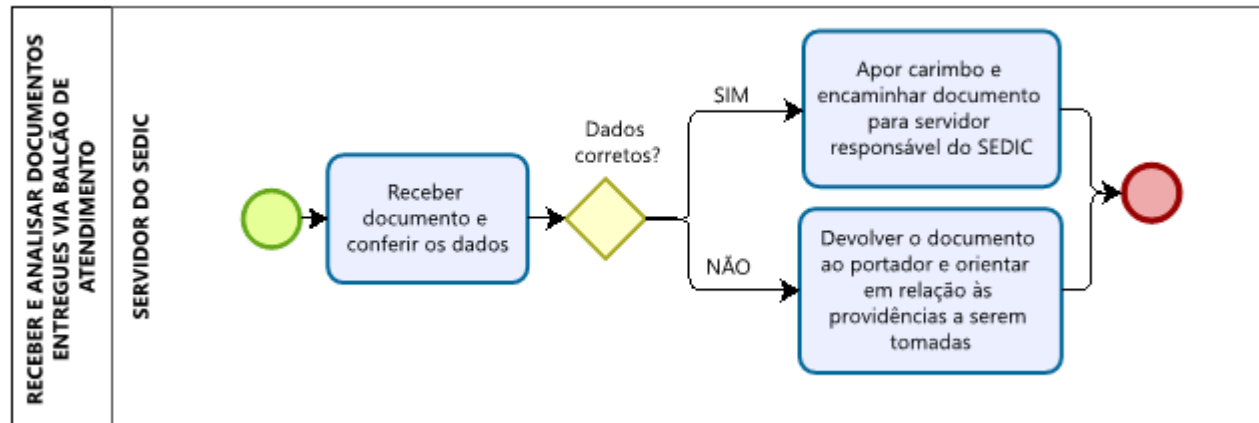 RECEBER E ANALISAR DOCUMENTOS
ENTREGUES VIA BALCÃO DE
ATENDIMENTO
SERVIDOR DO SEDIC
Receber
documento e
conferir os dados
Dados
corretos?
SIM
Apor carimbo e
encaminhar documento
para servidor
responsável do SEDIC
NÃO
Devolver o documento
ao portador e orientar
em relação às
providências a serem
tomadas